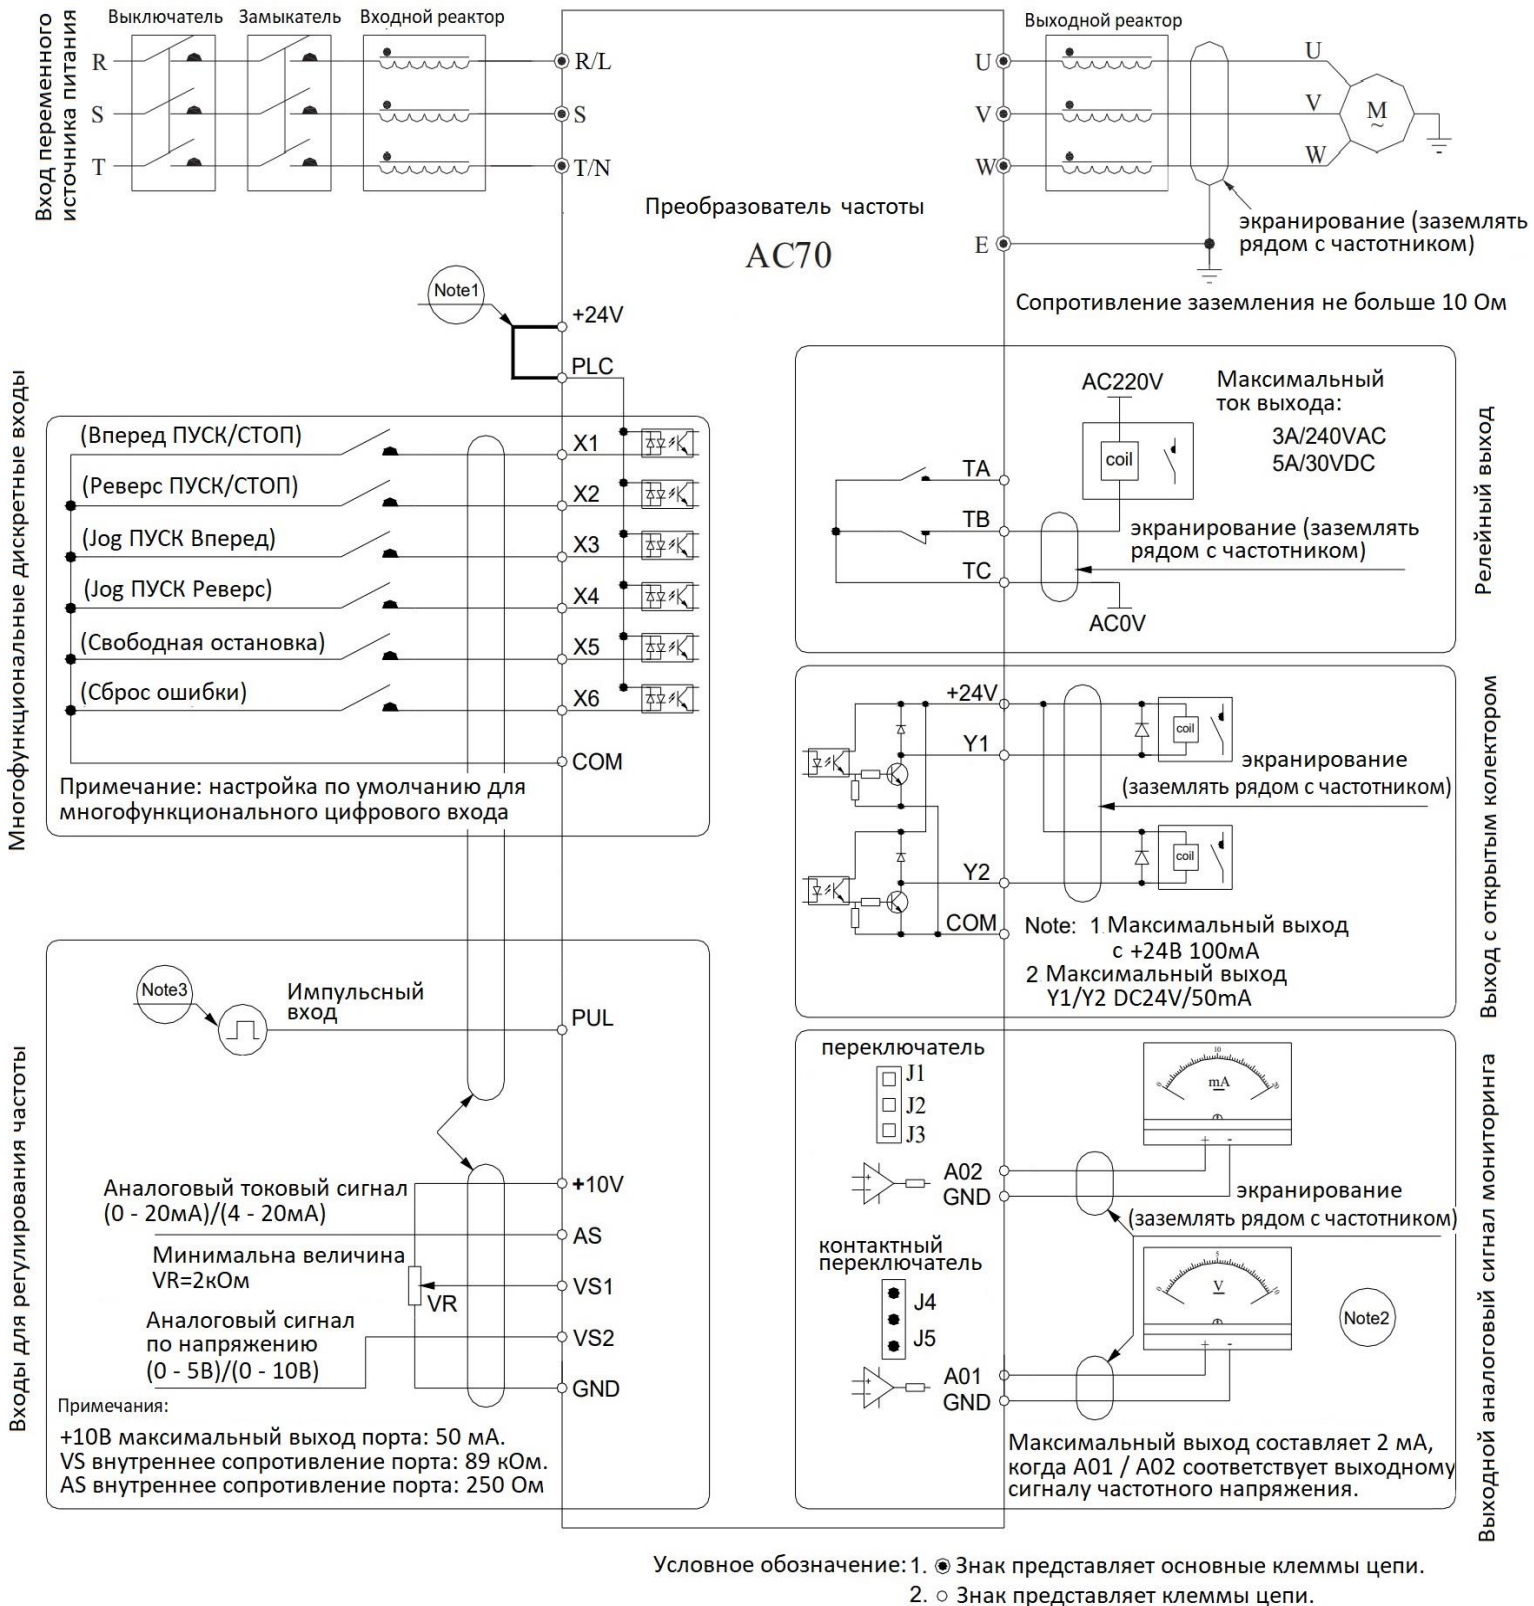 Вход переменного
источника питания
Выключатель
Замыкатель
Входной реактор
R
S
T
R/L
S
T/N
Преобразователь частоты
AC70
Выходной реактор
U
V
W
U
V
W
M
~
E
экранирование (заземлять
рядом с частотником)
Сопротивление заземления не больше 10 Ом
Note1
+24V
PLC
Многофункциональные дискретные входы
(Вперед ПУСК/СТОП)
X1
(Реверс ПУСК/СТОП)
X2
(Jog ПУСК Вперед)
X3
(Jog ПУСК Реверс)
X4
(Свободная остановка)
X5
(Сброс ошибки)
X6
COM
Примечание: настройка по умолчанию для
многофункционального цифрового входа
AC220V
coil
Максимальный
ток выхода:
3A/240VAC
5A/30VDC
TA
TB
TC
экранирование (заземлять
рядом с частотником)
AC0V
Релейный выход
+24V
Y1
coil
экранирование
(заземлять рядом с частотником)
coil
Y2
COM
Note: 1 Максимальный выход
с +24В 100мА
2 Максимальный выход
Y1/Y2 DC24V/50mA
Выход с открытым колектором
Входы для регулирования частоты
Note3
Импульсный
вход
PUL
+10V
Аналоговый токовый сигнал
(0 - 20мА)/(4 - 20мА)
AS
Минимальна величина
VR=2кОм
VR
VS1
Аналоговый сигнал
по напряжению
(0 - 5В)/(0 - 10В)
VS2
GND
Примечания:
+10В максимальный выход порта: 50 мА.
VS внутреннее сопротивление порта: 89 кОм.
AS внутреннее сопротивление порта: 250 Ом
переключатель
J1
J2
J3
10
mA
+ -
A02
GND
экранирование
(заземлять рядом с частотником)
контактный
переключатель
J4
J5
0 5 10
V
+ -
Note2
A01
GND
Максимальный выход составляет 2 мА,
когда A01 / A02 соответствует выходному
сигналу частотного напряжения.
Выходной аналоговый сигнал мониторинга
Условное обозначение: 1. Знак представляет основные клеммы цепи.
2. Знак представляет клеммы цепи.